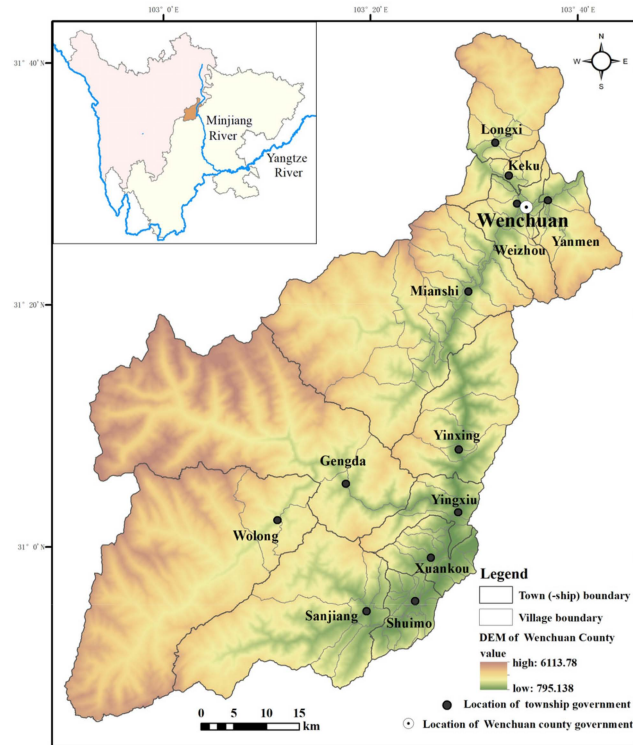 103° 0′ 103° 20′ 103° 40′
31° 40′
31° 20′
31° 0′
N
W E
S
Minjiang
River
Yangtze
River
Longxi
Keku
Wenchuan
Weizhou Yanmen
Mianshi
Yinxing
Gengda
Yingxiu
Wolong
Xuankou
Sanjiang
Shuimo
Legend
Town (-ship) boundary
Village boundary
DEM of Wenchuan County
value
high: 6113.78
low: 795.138
Location of township government
Location of Wenchuan county government
0 5 10 15
km